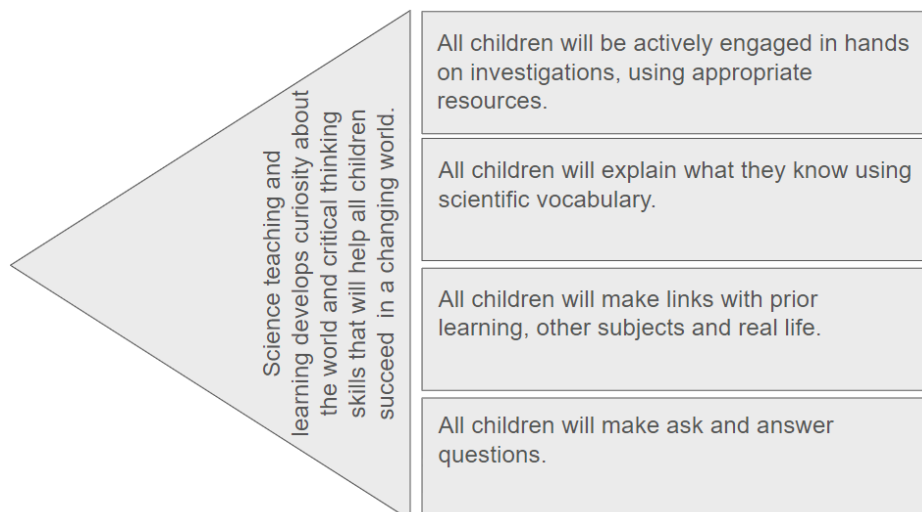 Science teaching and
learning develops curiosity about
the world and critical thinking
skills that will help all children
succeed in a changing world.
All children will be actively engaged in hands
on investigations, using appropriate
resources.
All children will explain what they know using
scientific vocabulary.
All children will make links with prior
learning, other subjects and real life.
All children will make ask and answer
questions.